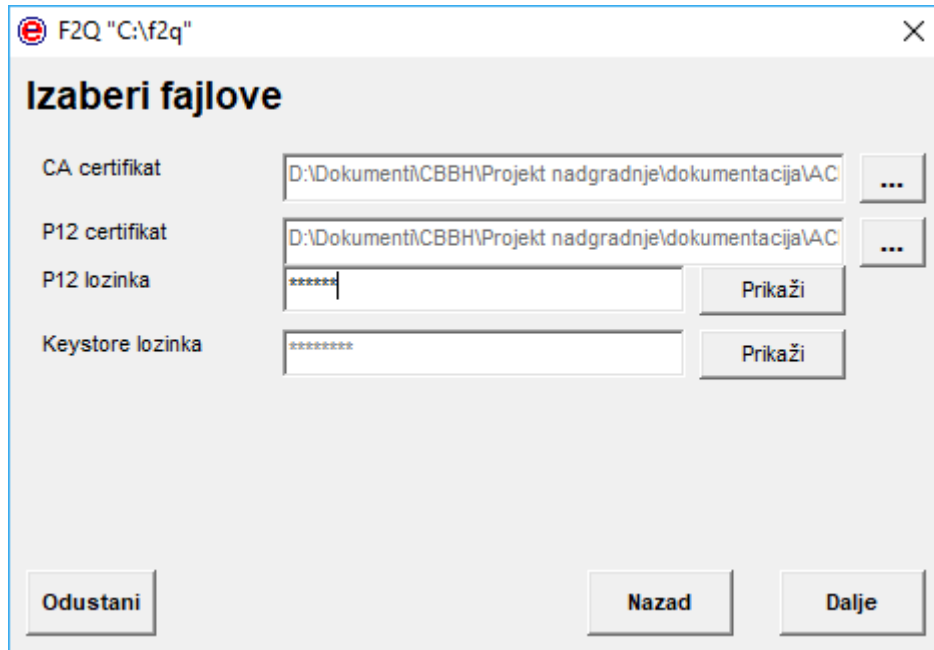 e F2Q "C:\f2q"
Izaberi fajlove
CA certifikat D:\Dokumenti\CBBH\Projekt nadgradnje\dokumentacija\AC ...
P12 certifikat D:\Dokumenti\CBBH\Projekt nadgradnje\dokumentacija\AC ...
P12 lozinka ****** Prikaži
Keystore lozinka ******** Prikaži
Odustani Nazad Dalje